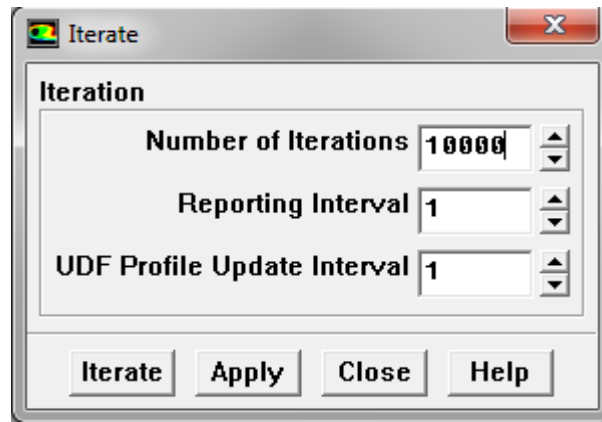 Iterate
Iteration
Number of Iterations 10000
Reporting Interval 1
UDF Profile Update Interval 1
Iterate Apply Close Help